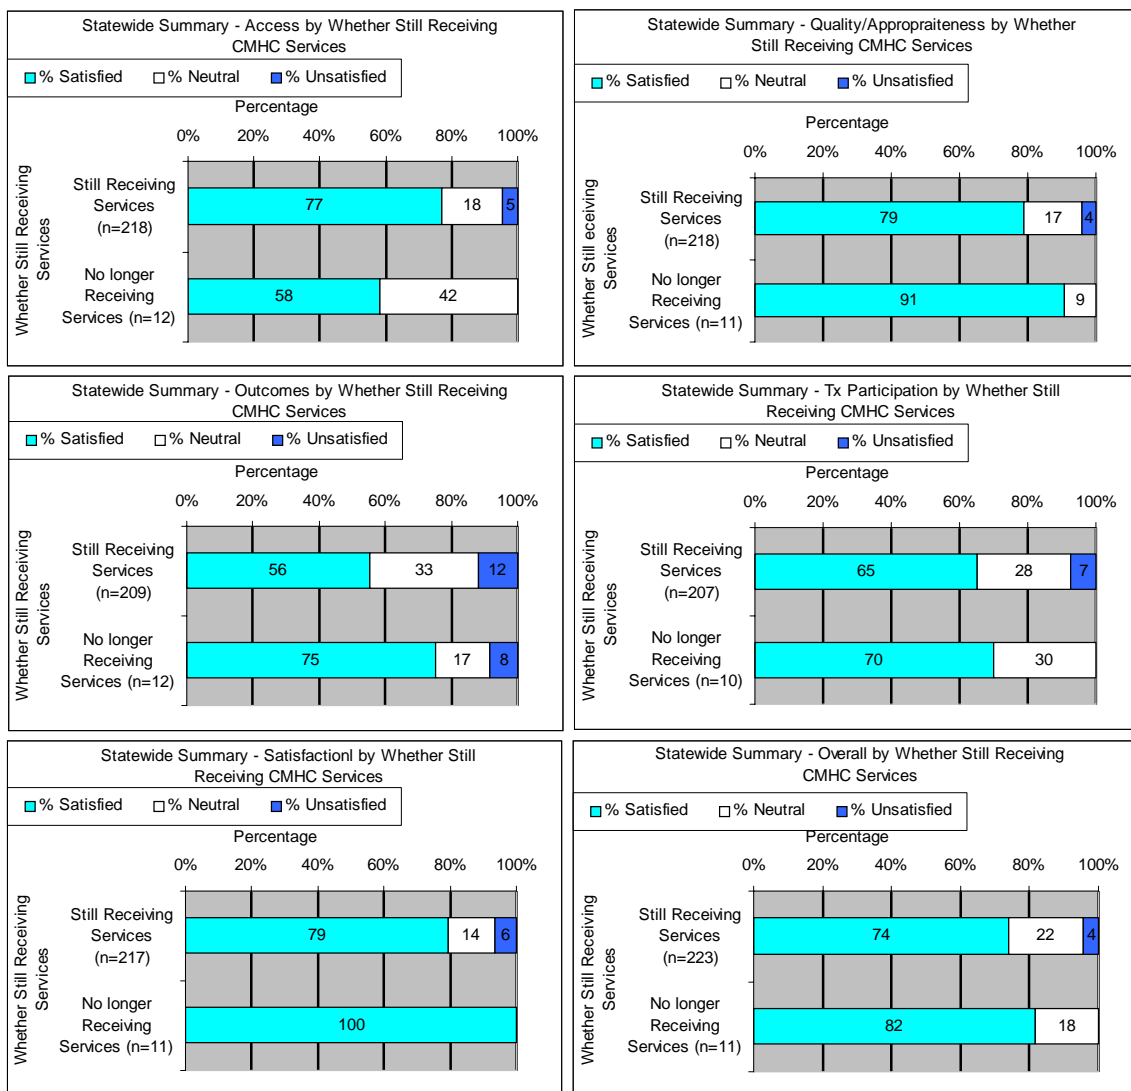 Statewide Summary - Access by Whether Still Receiving
CMHC Services
% Satisfied % Neutral % Unsatisfied
Percentage
0% 20% 40% 60% 80% 100%
Whether Still Receiving
Services
Still Receiving
Services
(n=218)
77 18 5
No longer
Receiving
Services (n=12)
58 42
Statewide Summary - Quality/Appropraiteness by Whether
Still Receiving CMHC Services
% Satisfied % Neutral % Unsatisfied
Percentage
0% 20% 40% 60% 80% 100%
Whether Still eceiving
Services
Still Receiving
Services
(n=218)
79 17 4
No longer
Receiving
Services (n=11)
91 9
Statewide Summary - Outcomes by Whether Still Receiving
CMHC Services
% Satisfied % Neutral % Unsatisfied
Percentage
0% 20% 40% 60% 80% 100%
Whether Still Receiving
Services
Still Receiving
Services
(n=209)
56 33 12
No longer
Receiving
Services (n=12)
75 17 8
Statewide Summary - Tx Participation by Whether Still
Receiving CMHC Services
% Satisfied % Neutral % Unsatisfied
Percentage
0% 20% 40% 60% 80% 100%
Whether Still Receiving
Services
Still Receiving
Services
(n=207)
65 28 7
No longer
Receiving
Services (n=10)
70 30
Statewide Summary - Satisfactionl by Whether Still
Receiving CMHC Services
% Satisfied % Neutral % Unsatisfied
Percentage
0% 20% 40% 60% 80% 100%
Whether Still Receiving
Services
Still Receiving
Services
(n=217)
79 14 6
No longer
Receiving
Services (n=11)
100
Statewide Summary - Overall by Whether Still Receiving
CMHC Services
% Satisfied % Neutral % Unsatisfied
Percentage
0% 20% 40% 60% 80% 100%
Whether Still Receiving
Services
Still Receiving
Services
(n=223)
74 22 4
No longer
Receiving
Services (n=11)
82 18